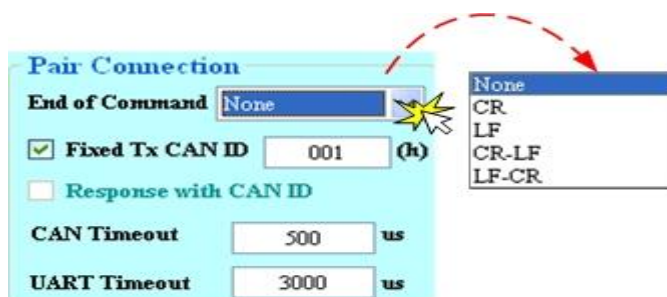 Pair Connection
End of Command None
Fixed Tx CAN ID 001 (h)
Response with CAN ID
CAN Timeout 500 us
UART Timeout 3000 us
None
CR
LF
CR-LF
LF-CR